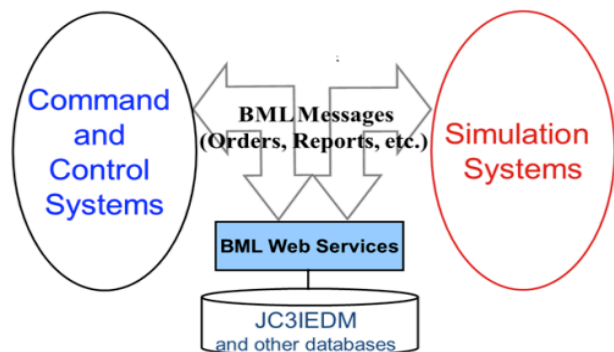 Command
and
Control
Systems
BML Messages
(Orders, Reports, etc.)
Simulation
Systems
BML Web Services
JC3IEDM
and other databases